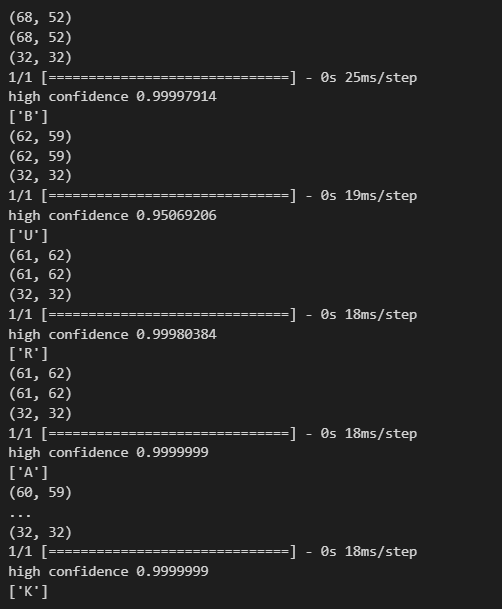 (68, 52)
(68, 52)
(32, 32)
1/1 [==============================] - 0s 25ms/step
high confidence 0.99997914
['B']
(62, 59)
(62, 59)
(32, 32)
1/1 [==============================] - 0s 19ms/step
high confidence 0.95069206
['U']
(61, 62)
(61, 62)
(32, 32)
1/1 [==============================] - 0s 18ms/step
high confidence 0.99980384
['R']
(61, 62)
(61, 62)
(32, 32)
1/1 [==============================] - 0s 18ms/step
high confidence 0.9999999
['A']
(60, 59)
...
(32, 32)
1/1 [==============================] - 0s 18ms/step
high confidence 0.9999999
['K']